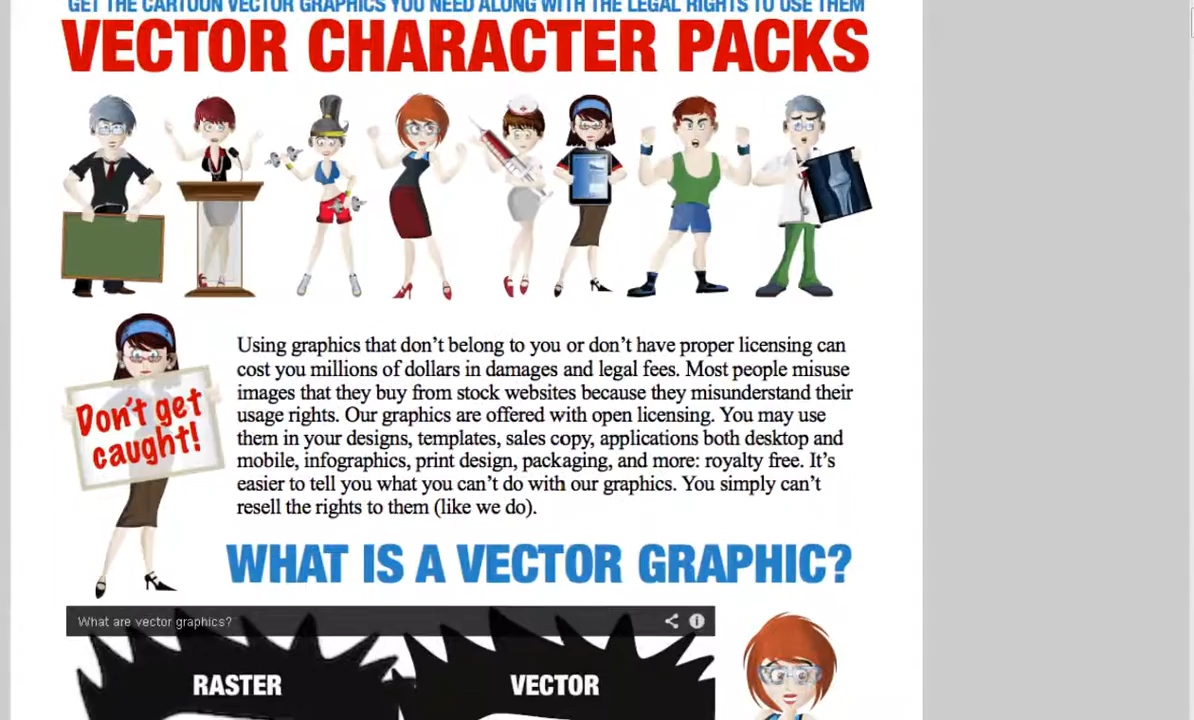 GET THE CARTOON VECTOR GRAPHICS YOU NEED ALONG WITH THE LEGAL RIGHTS TO USE THEM
VECTOR CHARACTER PACKS
Don't get
caught!
Using graphics that don’t belong to you or don’t have proper licensing can
cost you millions of dollars in damages and legal fees. Most people misuse
images that they buy from stock websites because they misunderstand their
usage rights. Our graphics are offered with open licensing. You may use
them in your designs, templates, sales copy, applications both desktop and
mobile, infographics, print design, packaging, and more: royalty free. It’s
easier to tell you what you can’t do with our graphics. You simply can’t
resell the rights to them (like we do).
WHAT IS A VECTOR GRAPHIC?
What are vector graphics?
RASTER
VECTOR